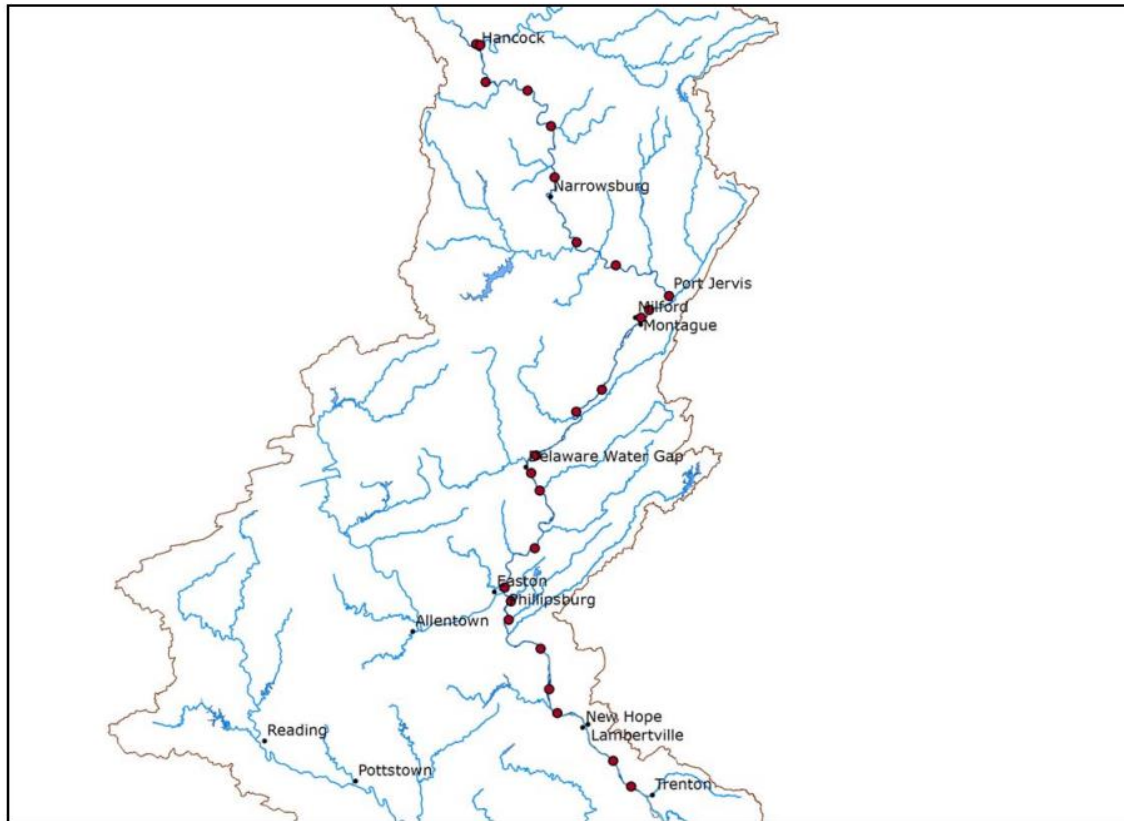 Hancock
Narrowsburg
Port Jervis
Milford
Montague
Delaware Water Gap
Easton
Phillipsburg
Allentown
New Hope
Lambertville
Reading
Pottstown
Trenton